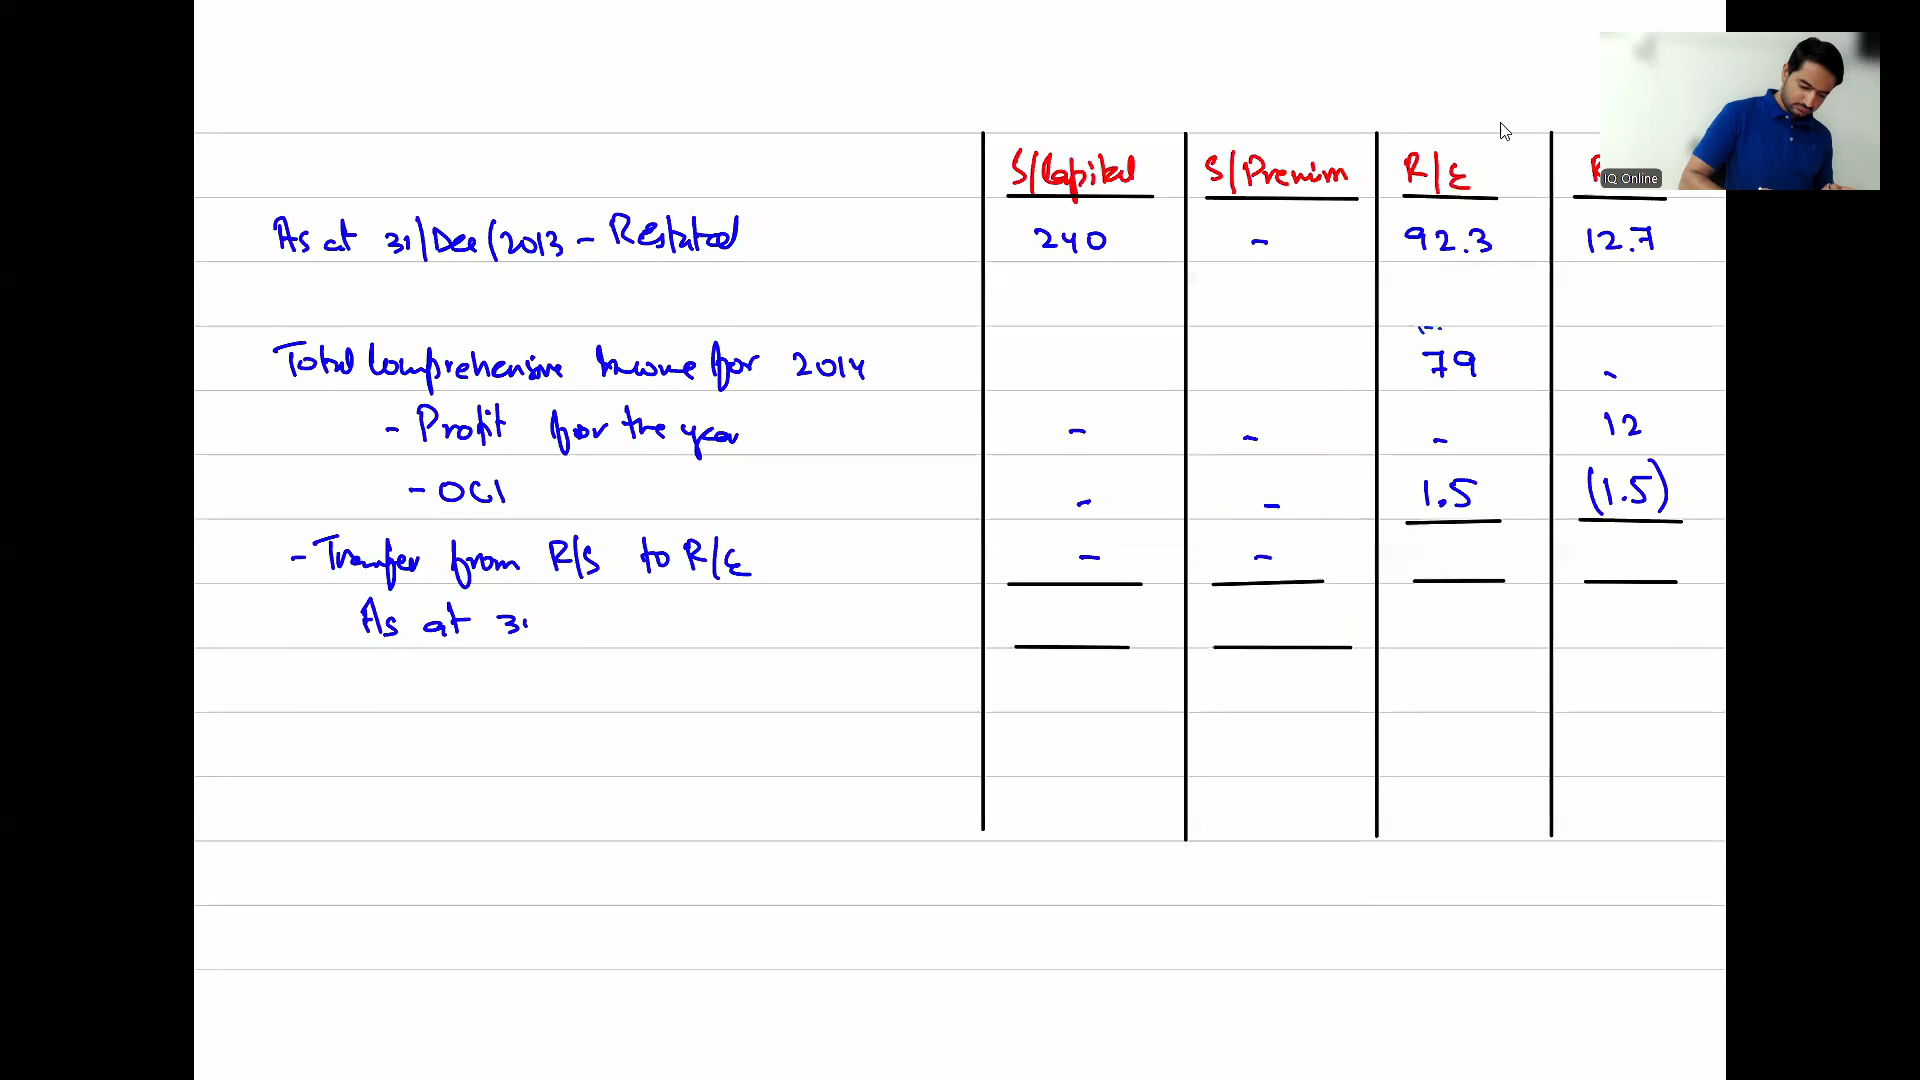 IQ Online
S/Capital S/Premium R/E R
As at 31/Dec/2013 - Restated 240 - 92.3 12.7
Total Comprehensive Income for 2014 79 -
- Profit for the year - - - 12
- OCI - - 1.5 (1.5)
- Transfer from R/S to R/E - -
As at 31